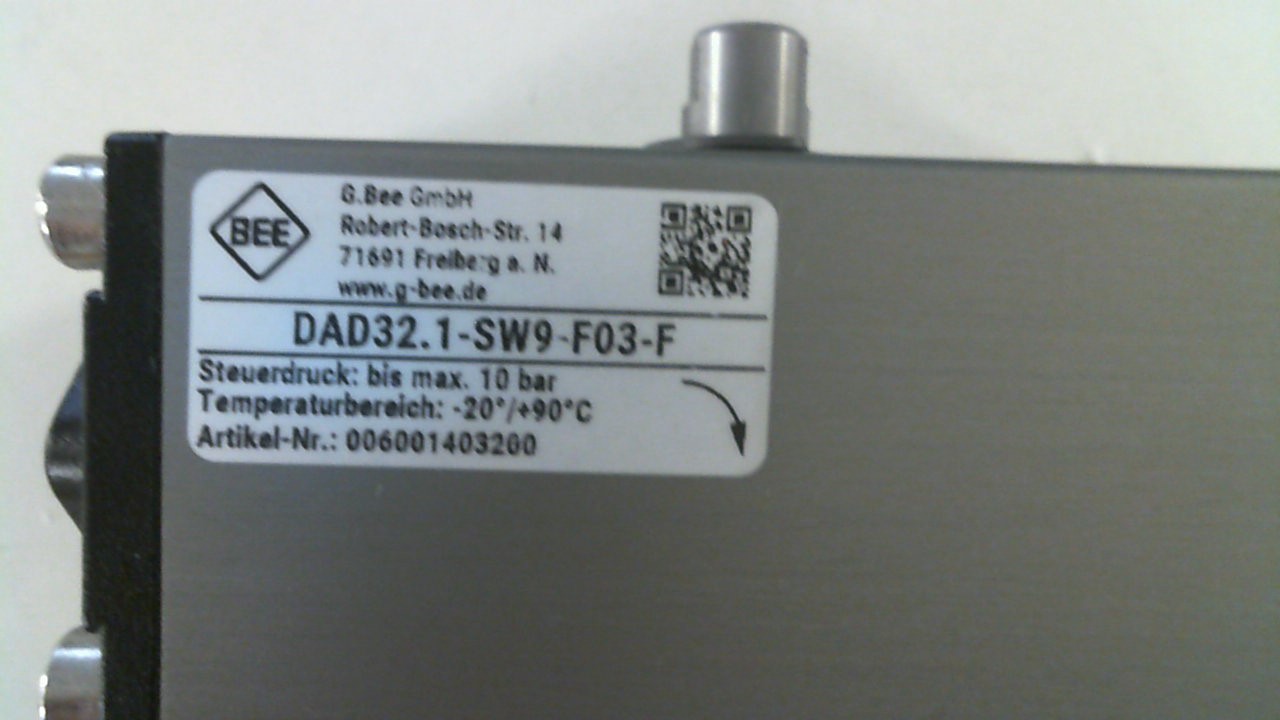 BEE
G.Bee GmbH
Robert-Bosch-Str. 14
71691 Freiberg a. N.
www.g-bee.de
DAD32.1-SW9-F03-F
Steuerdruck: bis max. 10 bar
Temperaturbereich: -20°/+90°C
Artikel-Nr.: 006001403200